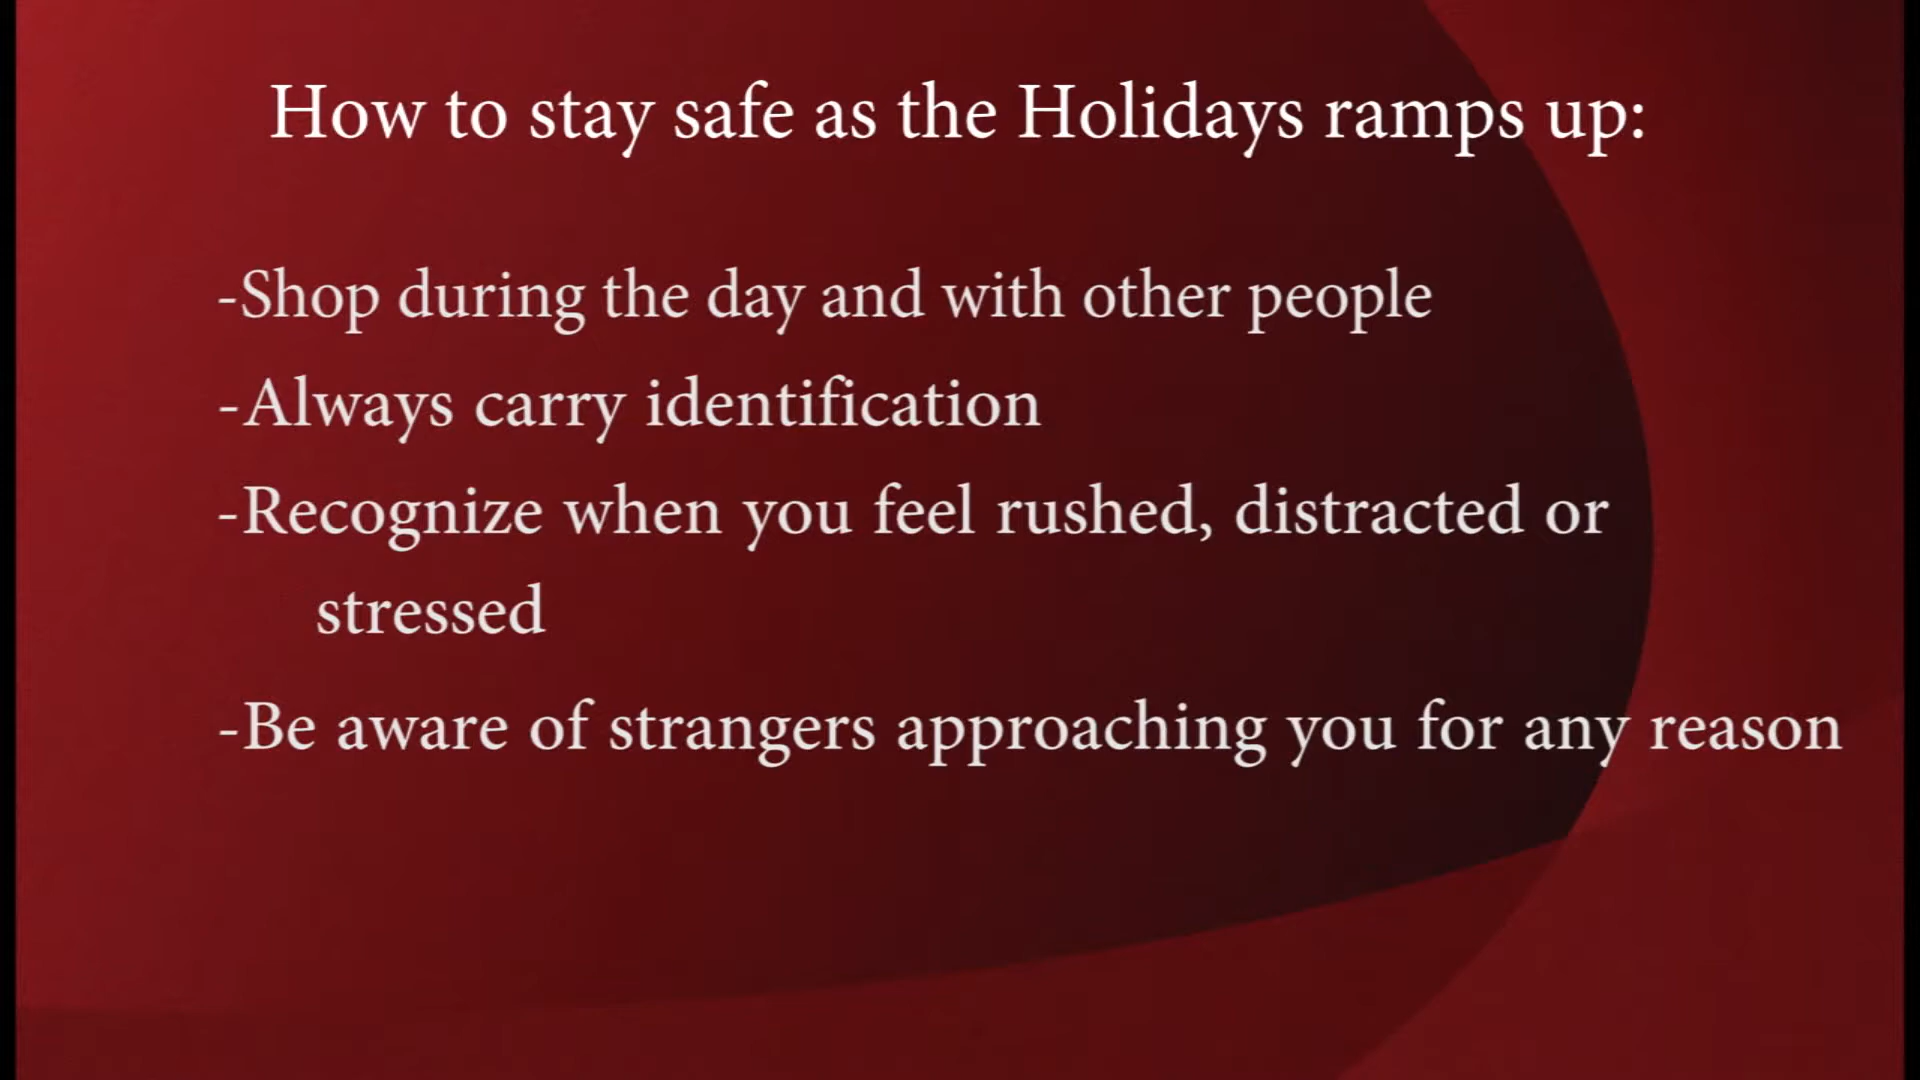 How to stay safe as the Holidays ramps up:
-Shop during the day and with other people
-Always carry identification
-Recognize when you feel rushed, distracted or
stressed
-Be aware of strangers approaching you for any reason